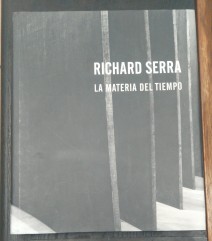 RICHARD SERRA
LA MATERIA DEL TIEMPO